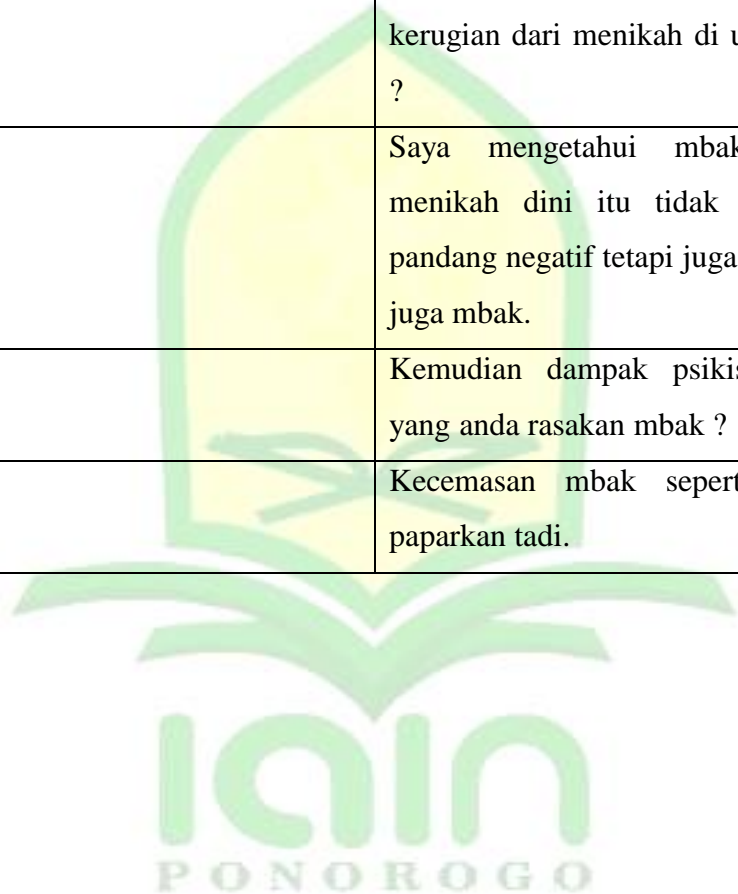 kerugian dari menikah di
?
Saya mengetahui mbak
menikah dini itu tidak
pandang negatif tetapi juga
juga mbak.
Kemudian dampak psikis
yang anda rasakan mbak ?
Kecemasan mbak
paparkan tadi.
iain
PONOROGO